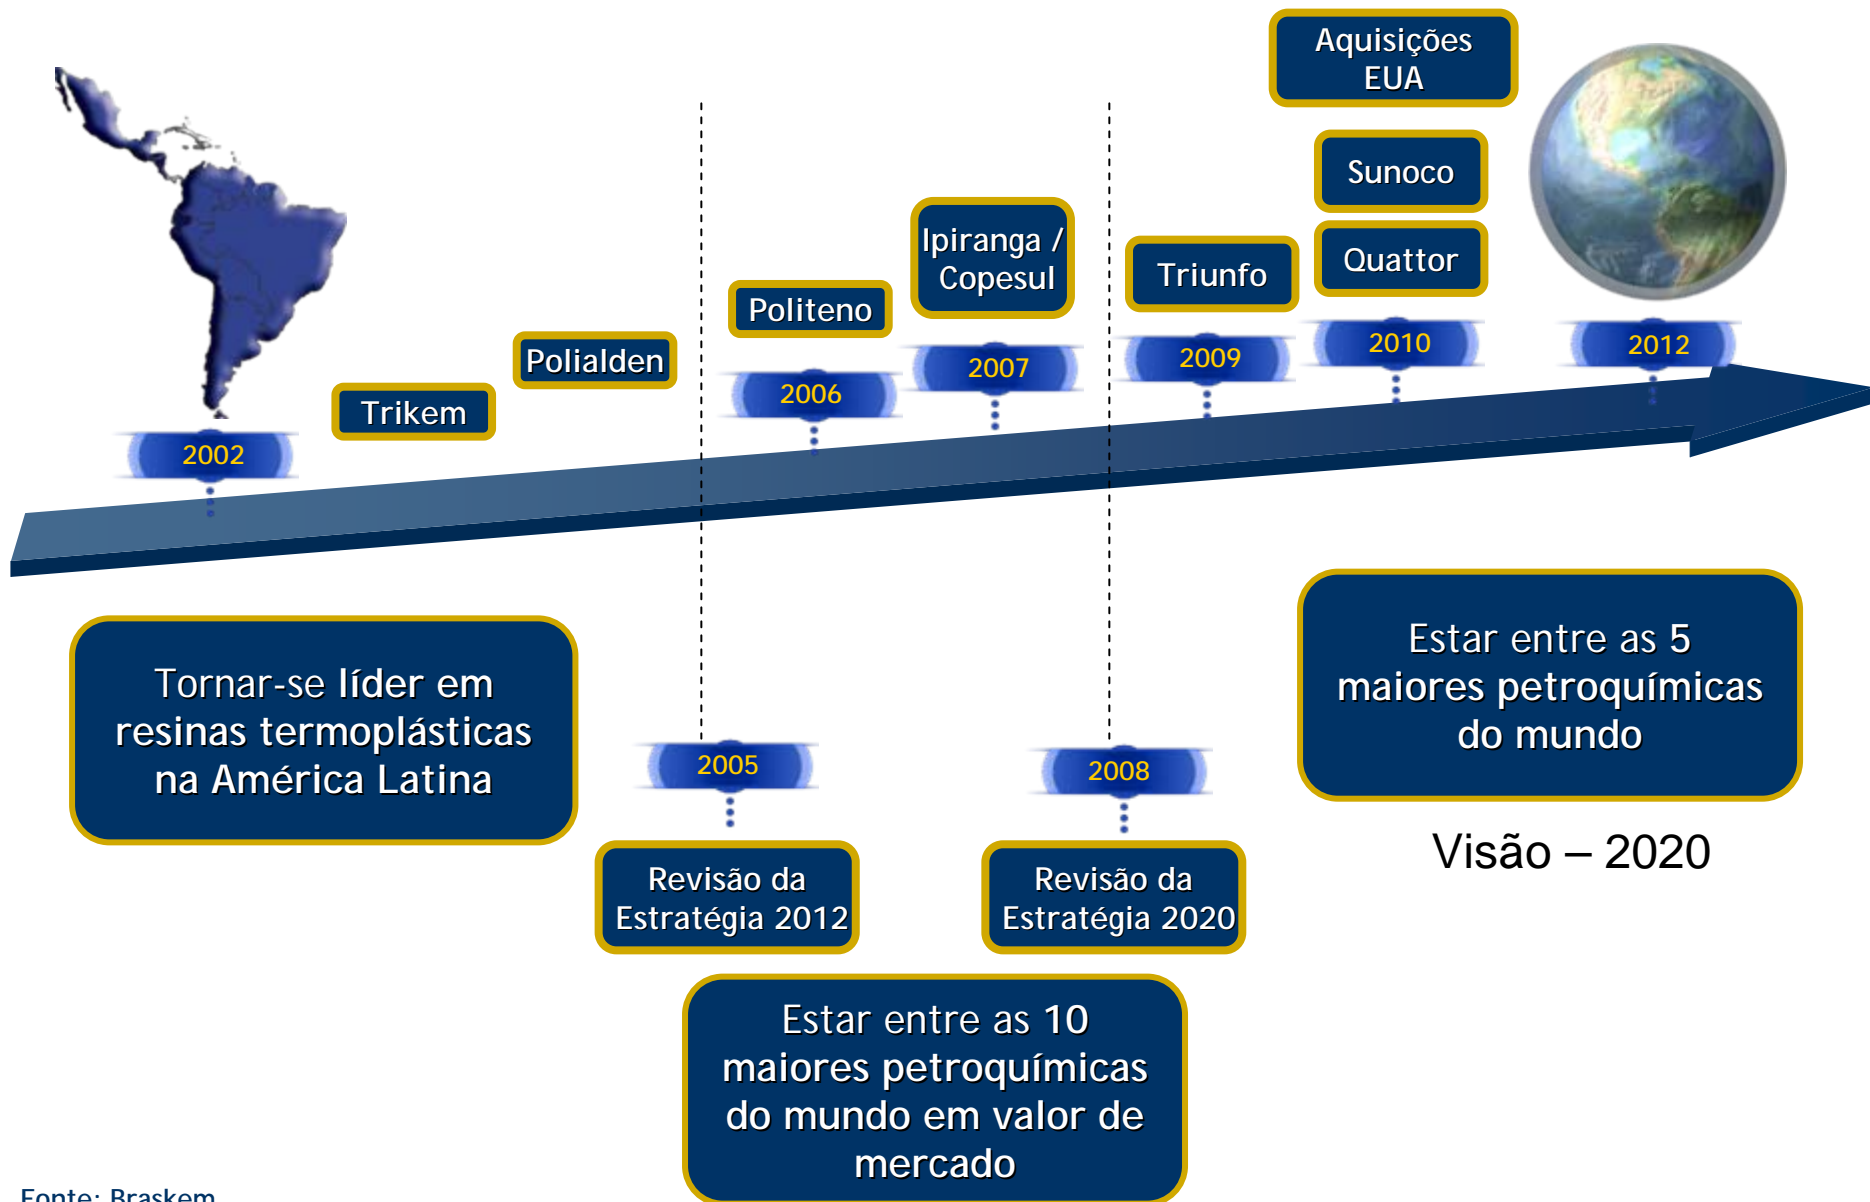 Aquisições
EUA
Sunoco
Quattor
Ipiranga /
Copesul
Triunfo
Politeno
Polialden
Trikem
2002
2006
2007
2009
2010
2012
Tornar-se líder em
resinas termoplásticas
na América Latina
Estar entre as 5
maiores petroquímicas
do mundo
Visão – 2020
2005
2008
Revisão da
Estratégia 2012
Revisão da
Estratégia 2020
Estar entre as 10
maiores petroquímicas
do mundo em valor de
mercado
Fonte: Braskem